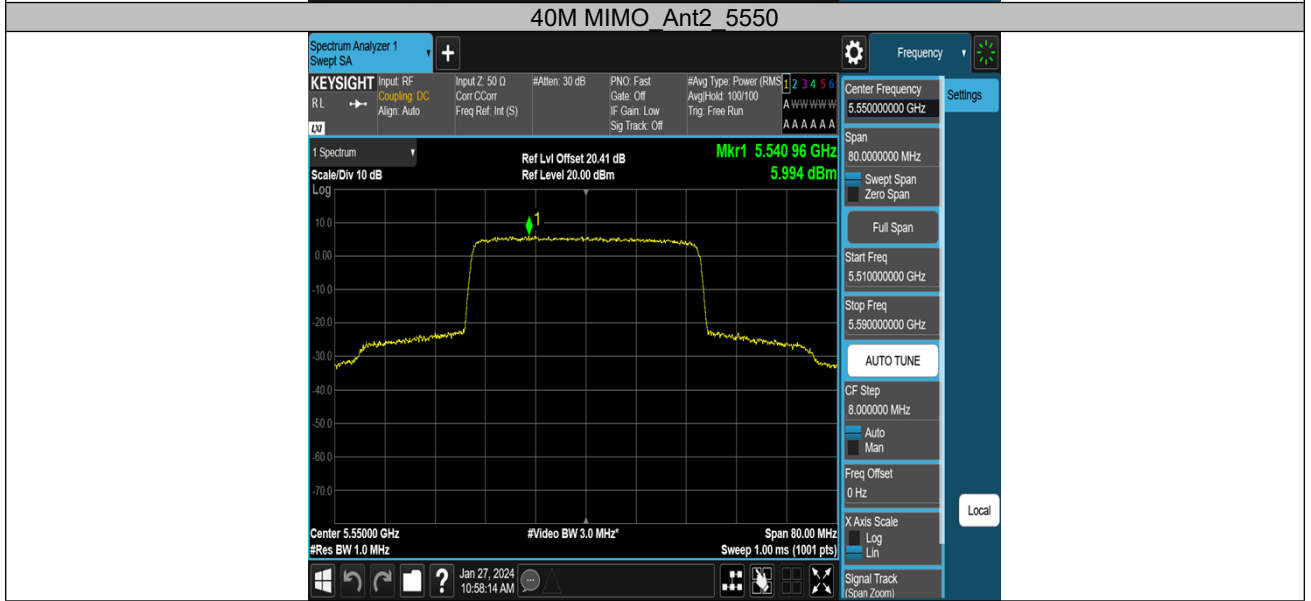 40M MIMO_Ant2_5550
Spectrum Analyzer 1
Swept SA
Frequency
KEYSIGHT
RL
LXI
Input: RF
Coupling: DC
Align: Auto
Input Z: 50 Ω
Corr CCorr
Freq Ref: Int (S)
#Atten: 30 dB
PNO: Fast
Gate: Off
IF Gain: Low
Sig Track: Off
#Avg Type: Power (RMS
Avg|Hold: 100/100
Trig: Free Run
1 2 3 4 5 6
A W W W W W
A A A A A A
1 Spectrum
Scale/Div 10 dB
Log
Ref Lvl Offset 20.41 dB
Ref Level 20.00 dBm
Mkr1 5.540 96 GHz
5.994 dBm
1
10.0
0.00
-10.0
-20.0
-30.0
-40.0
-50.0
-60.0
-70.0
Center 5.55000 GHz
#Res BW 1.0 MHz
#Video BW 3.0 MHz*
Span 80.00 MHz
Sweep 1.00 ms (1001 pts)
Jan 27, 2024
10:58:14 AM
Center Frequency
5.550000000 GHz
Span
80.0000000 MHz
Swept Span
Zero Span
Full Span
Start Freq
5.510000000 GHz
Stop Freq
5.590000000 GHz
AUTO TUNE
CF Step
8.000000 MHz
Auto
Man
Freq Offset
0 Hz
X Axis Scale
Log
Lin
Signal Track
(Span Zoom)
Settings
Local